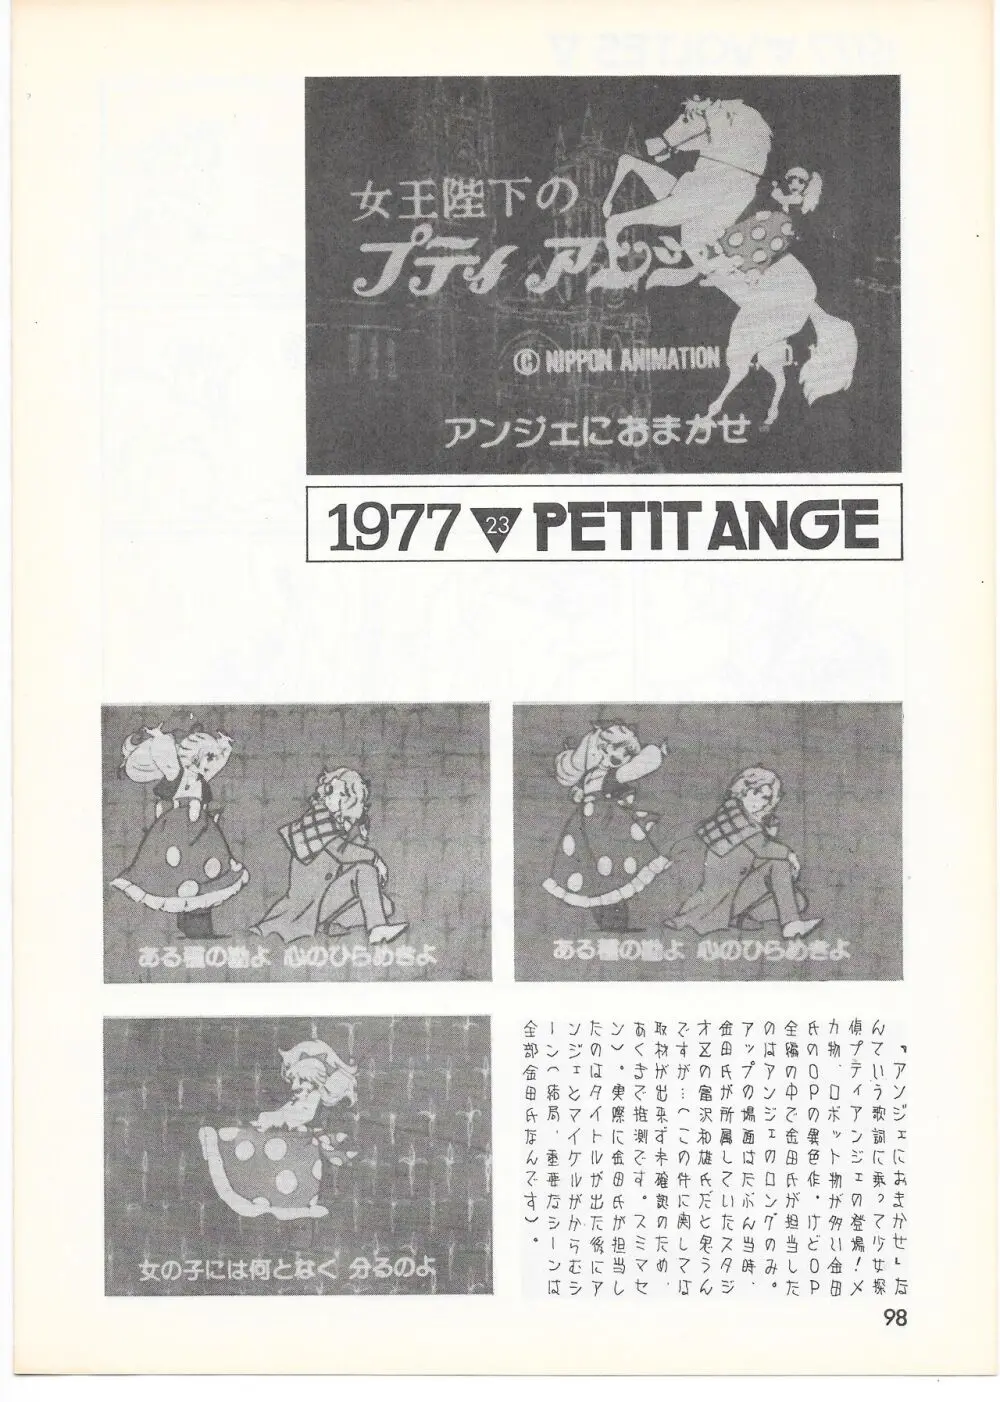 女王陛下の
プティアンジェ
© NIPPON ANIMATION
アンジェにおまかせ
1977 ▼23 PETIT ANGE
ある種の勘よ 心のひらめきよ
ある種の勘よ 心のひらめきよ
女の子には何となく 分るのよ
『アンジェにおまかせ』な
んていう歌詞に乗って少女探
偵プティアンジェの登場!メ
カ物、ロボット物が多い金田
氏のOPの異色作。けどOP
全編の中で金田氏が担当した
のはアンジェのロングのみ。
アップの場面はたぶん当時、
金田氏が所属していたスタジ
オZの富沢和雄氏だと思うん
ですが…(この件に関しては
取材が出来ず未確認のため、
あくまで推測です。スミマセ
ン)。実際に金田氏が担当し
たのはタイトルが出た後にア
ンジェとマイケルがからむシ
ーン(結局、重要なシーンは
全部金田氏なんです)。
98